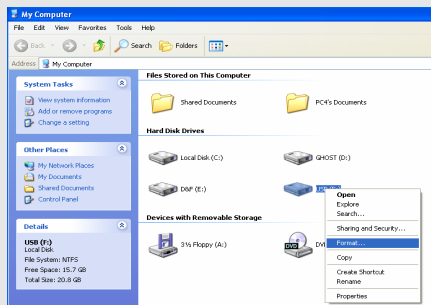 My Computer
File Edit View Favorites Tools Help
Back Search Folders
Address My Computer
System Tasks
View system information
Add or remove programs
Change a setting
Other Places
My Network Places
My Documents
Shared Documents
Control Panel
Details
USB (F:)
Local Disk
File System: NTFS
Free Space: 15.7 GB
Total Size: 20.8 GB
Files Stored on This Computer
Shared Documents PC4's Documents
Hard Disk Drives
Local Disk (C:) GHOST (D:)
D&F (E:)
Devices with Removable Storage
3½ Floppy (A:)
Open
Explore
Search...
Sharing and Security...
Format...
Copy
Create Shortcut
Rename
Properties